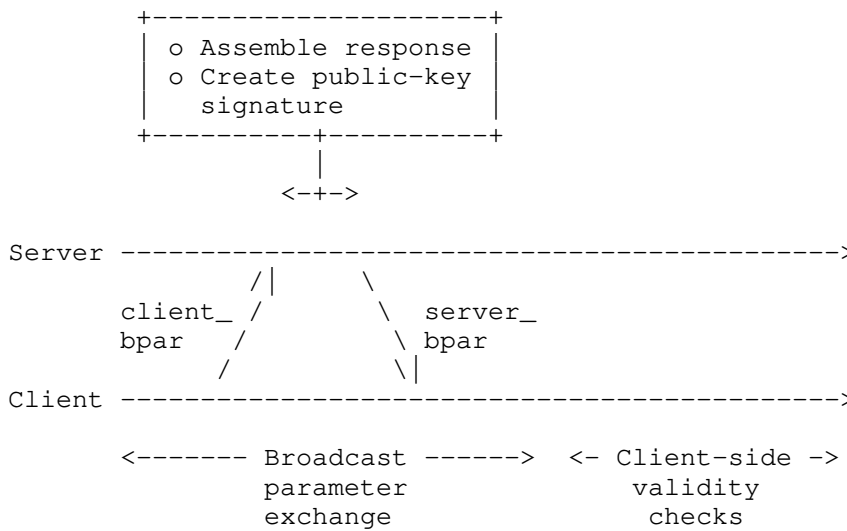 o Assemble response
o Create public-key
signature
Server
client_ server_
bpar bpar
Client
Broadcast Client-side
parameter validity
exchange checks